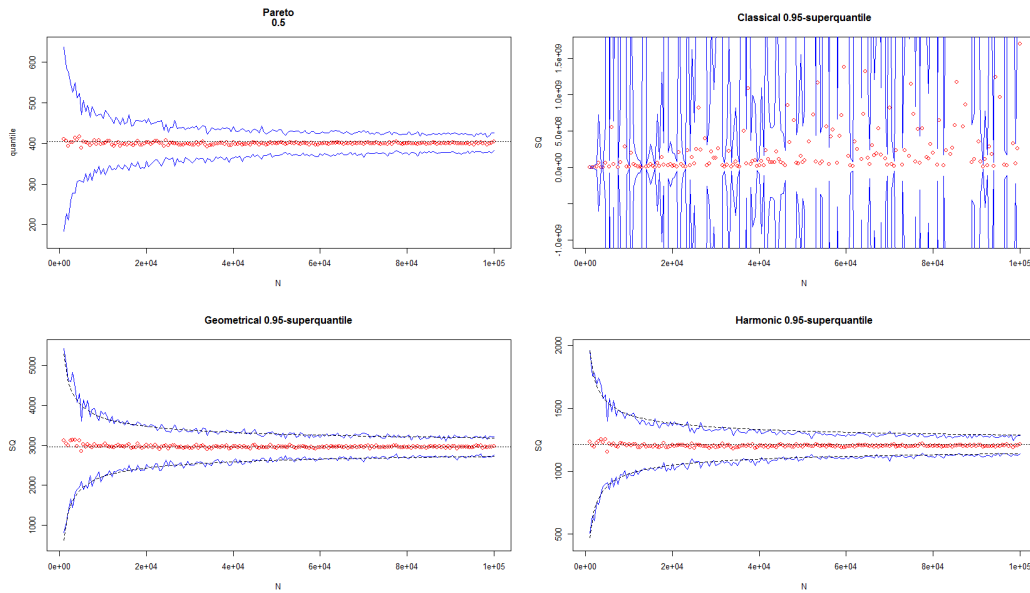 Pareto
0.5
quantile
600
500
400
300
200
0e+00 2e+04 4e+04 6e+04 8e+04 1e+05
N
Classical 0.95-superquantile
SQ
1.5e+09
1.0e+09
5.0e+08
0.0e+00
-1.0e+09
0e+00 2e+04 4e+04 6e+04 8e+04 1e+05
N
Geometrical 0.95-superquantile
SQ
5000
4000
3000
2000
1000
0e+00 2e+04 4e+04 6e+04 8e+04 1e+05
N
Harmonic 0.95-superquantile
SQ
2000
1500
1000
500
0e+00 2e+04 4e+04 6e+04 8e+04 1e+05
N